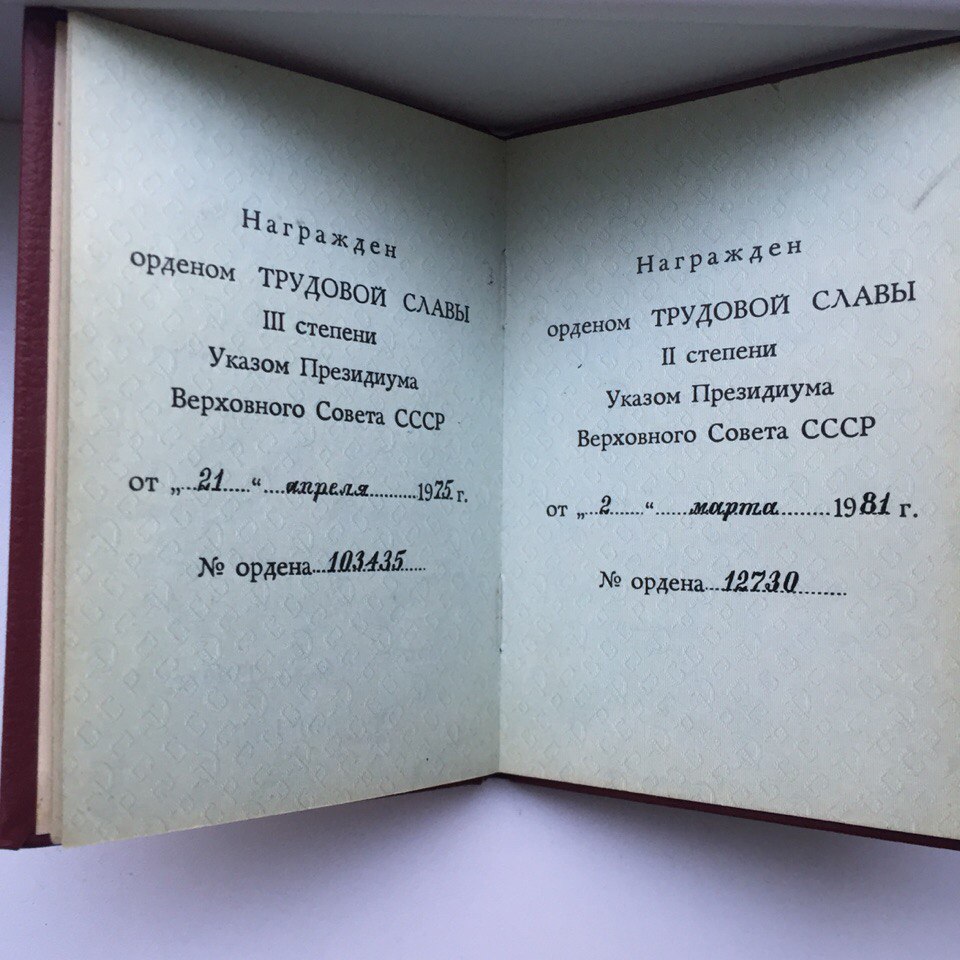 Награжден
орденом ТРУДОВОЙ СЛАВЫ
III степени
Указом Президиума
Верховного Совета СССР
от „ 21 “ апреля 1975 г.
№ ордена 103435
Награжден
орденом ТРУДОВОЙ СЛАВЫ
II степени
Указом Президиума
Верховного Совета СССР
от „ 2 “ марта 1981 г.
№ ордена 12730